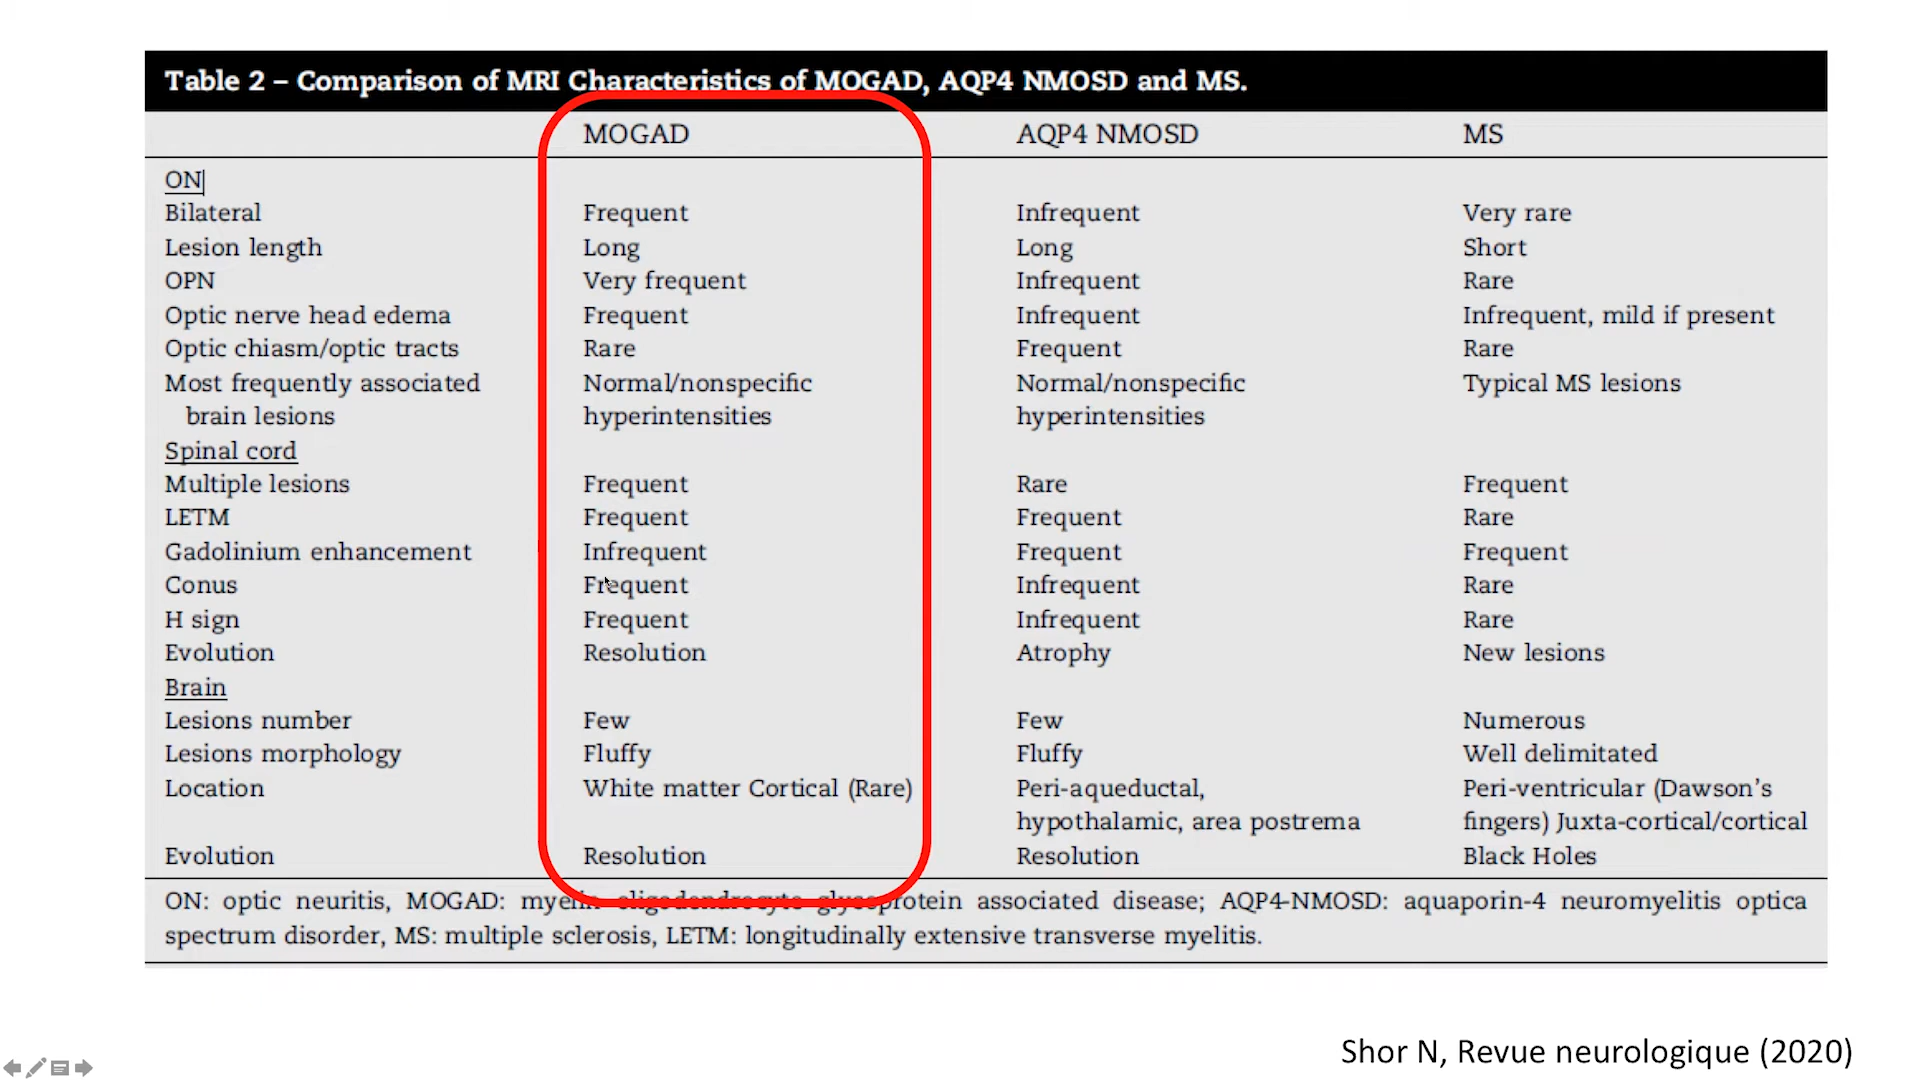 Table 2 – Comparison of MRI Characteristics of MOGAD, AQP4 NMOSD and MS.
MOGAD AQP4 NMOSD MS
ON
Bilateral Frequent Infrequent Very rare
Lesion length Long Long Short
OPN Very frequent Infrequent Rare
Optic nerve head edema Frequent Infrequent Infrequent, mild if present
Optic chiasm/optic tracts Rare Frequent Rare
Most frequently associated Normal/nonspecific Normal/nonspecific Typical MS lesions
brain lesions hyperintensities hyperintensities
Spinal cord
Multiple lesions Frequent Rare Frequent
LETM Frequent Frequent Rare
Gadolinium enhancement Infrequent Frequent Frequent
Conus Frequent Infrequent Rare
H sign Frequent Infrequent Rare
Evolution Resolution Atrophy New lesions
Brain
Lesions number Few Few Numerous
Lesions morphology Fluffy Fluffy Well delimitated
Location White matter Cortical (Rare) Peri-aqueductal, Peri-ventricular (Dawson's
hypothalamic, area postrema fingers) Juxta-cortical/cortical
Evolution Resolution Resolution Black Holes
ON: optic neuritis, MOGAD: myelin oligodendrocyte glycoprotein associated disease; AQP4-NMOSD: aquaporin-4 neuromyelitis optica
spectrum disorder, MS: multiple sclerosis, LETM: longitudinally extensive transverse myelitis.
Shor N, Revue neurologique (2020)